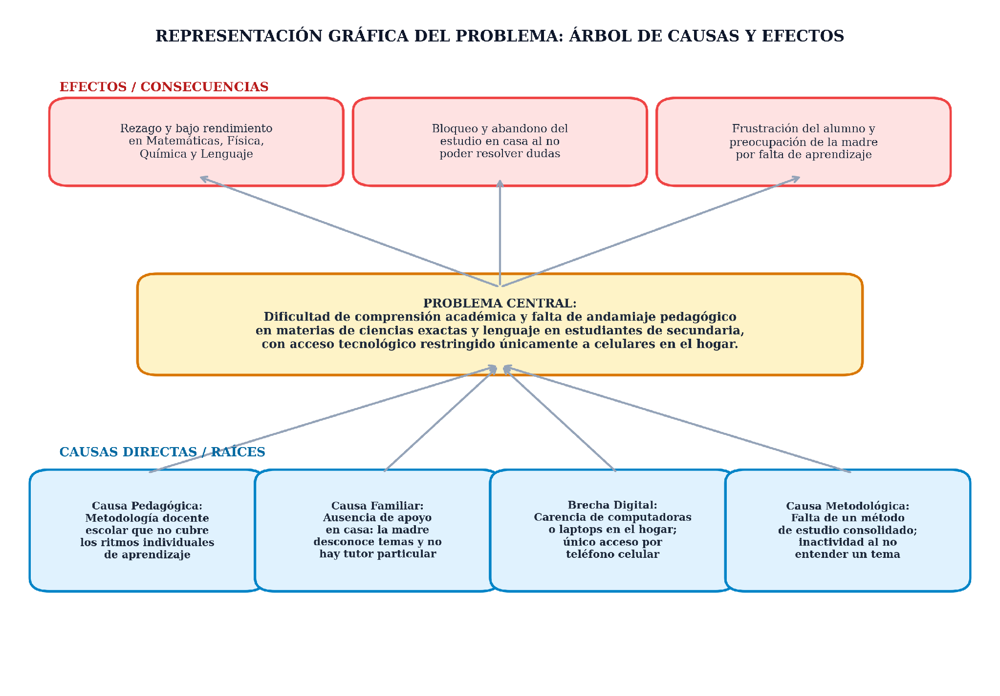 REPRESENTACIÓN GRÁFICA DEL PROBLEMA: ÁRBOL DE CAUSAS Y EFECTOS
EFECTOS / CONSECUENCIAS
Rezago y bajo rendimiento
en Matemáticas, Física,
Química y Lenguaje
Bloqueo y abandono del
estudio en casa al no
poder resolver dudas
Frustración del alumno y
preocupación de la madre
por falta de aprendizaje
PROBLEMA CENTRAL:
Dificultad de comprensión académica y falta de andamiaje pedagógico
en materias de ciencias exactas y lenguaje en estudiantes de secundaria,
con acceso tecnológico restringido únicamente a celulares en el hogar.
CAUSAS DIRECTAS / RAÍCES
Causa Pedagógica:
Metodología docente
escolar que no cubre
los ritmos individuales
de aprendizaje
Causa Familiar:
Ausencia de apoyo
en casa: la madre
desconoce temas y no
hay tutor particular
Brecha Digital:
Carencia de computadoras
o laptops en el hogar;
único acceso por
teléfono celular
Causa Metodológica:
Falta de un método
de estudio consolidado;
inactividad al no
entender un tema